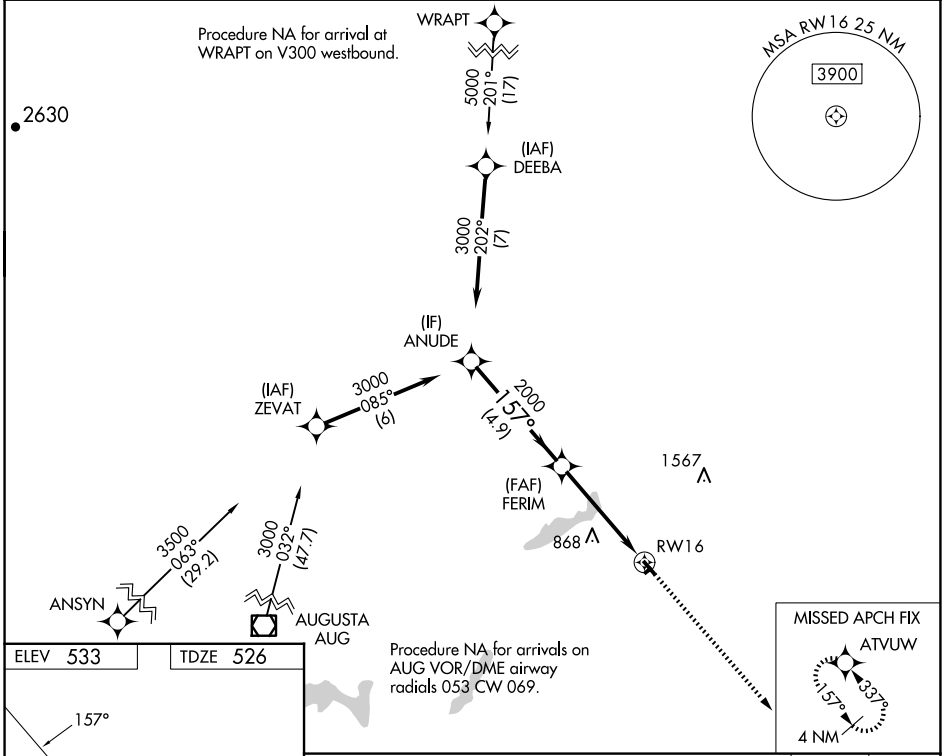 Procedure NA for arrival at
WRAPT on V300 westbound.
WRAPT
5000
201°
(17)
MSA RW16 25 NM
3900
2630
(IAF)
DEEBA
3000
202°
(7)
(IF)
ANUDE
(IAF)
ZEVAT
3000
085°
(6)
2000
157°
(4.9)
(FAF)
FERIM
1567
868
RW16
3500
063°
(29.2)
3000
032°
(47.7)
ANSYN
AUGUSTA
AUG
Procedure NA for arrivals on
AUG VOR/DME airway
radials 053 CW 069.
MISSED APCH FIX
ATVUW
157°
337°
4 NM
ELEV 533
TDZE 526
157°